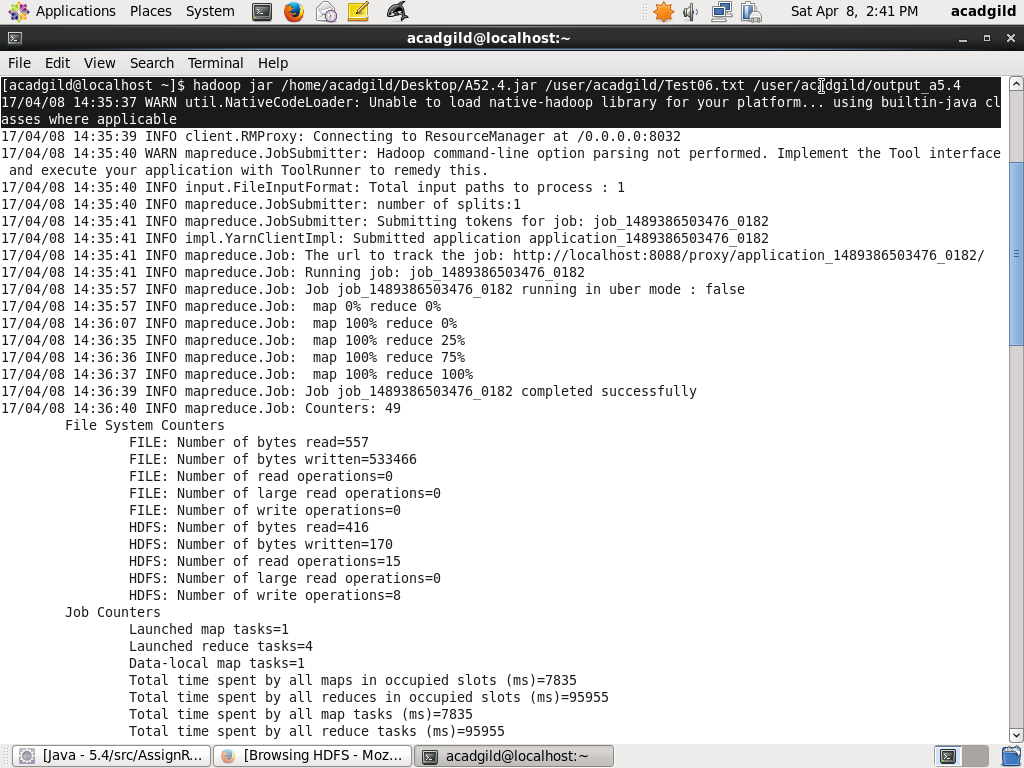 Applications Places System Sat Apr 8, 2:41 PM acadgild
acadgild@localhost:~
File Edit View Search Terminal Help
[acadgild@localhost ~]$ hadoop jar /home/acadgild/Desktop/A52.4.jar /user/acadgild/Test06.txt /user/acadgild/output_a5.4
17/04/08 14:35:37 WARN util.NativeCodeLoader: Unable to load native-hadoop library for your platform... using builtin-java cl
asses where applicable
17/04/08 14:35:39 INFO client.RMProxy: Connecting to ResourceManager at /0.0.0.0:8032
17/04/08 14:35:40 WARN mapreduce.JobSubmitter: Hadoop command-line option parsing not performed. Implement the Tool interface
 and execute your application with ToolRunner to remedy this.
17/04/08 14:35:40 INFO input.FileInputFormat: Total input paths to process : 1
17/04/08 14:35:40 INFO mapreduce.JobSubmitter: number of splits:1
17/04/08 14:35:41 INFO mapreduce.JobSubmitter: Submitting tokens for job: job_1489386503476_0182
17/04/08 14:35:41 INFO impl.YarnClientImpl: Submitted application application_1489386503476_0182
17/04/08 14:35:41 INFO mapreduce.Job: The url to track the job: http://localhost:8088/proxy/application_1489386503476_0182/
17/04/08 14:35:41 INFO mapreduce.Job: Running job: job_1489386503476_0182
17/04/08 14:35:57 INFO mapreduce.Job: Job job_1489386503476_0182 running in uber mode : false
17/04/08 14:35:57 INFO mapreduce.Job:  map 0% reduce 0%
17/04/08 14:36:07 INFO mapreduce.Job:  map 100% reduce 0%
17/04/08 14:36:35 INFO mapreduce.Job:  map 100% reduce 25%
17/04/08 14:36:36 INFO mapreduce.Job:  map 100% reduce 75%
17/04/08 14:36:37 INFO mapreduce.Job:  map 100% reduce 100%
17/04/08 14:36:39 INFO mapreduce.Job: Job job_1489386503476_0182 completed successfully
17/04/08 14:36:40 INFO mapreduce.Job: Counters: 49
File System Counters
FILE: Number of bytes read=557
FILE: Number of bytes written=533466
FILE: Number of read operations=0
FILE: Number of large read operations=0
FILE: Number of write operations=0
HDFS: Number of bytes read=416
HDFS: Number of bytes written=170
HDFS: Number of read operations=15
HDFS: Number of large read operations=0
HDFS: Number of write operations=8
Job Counters
Launched map tasks=1
Launched reduce tasks=4
Data-local map tasks=1
Total time spent by all maps in occupied slots (ms)=7835
Total time spent by all reduces in occupied slots (ms)=95955
Total time spent by all map tasks (ms)=7835
Total time spent by all reduce tasks (ms)=95955
[Java - 5.4/src/AssignR... [Browsing HDFS - Moz... acadgild@localhost:~